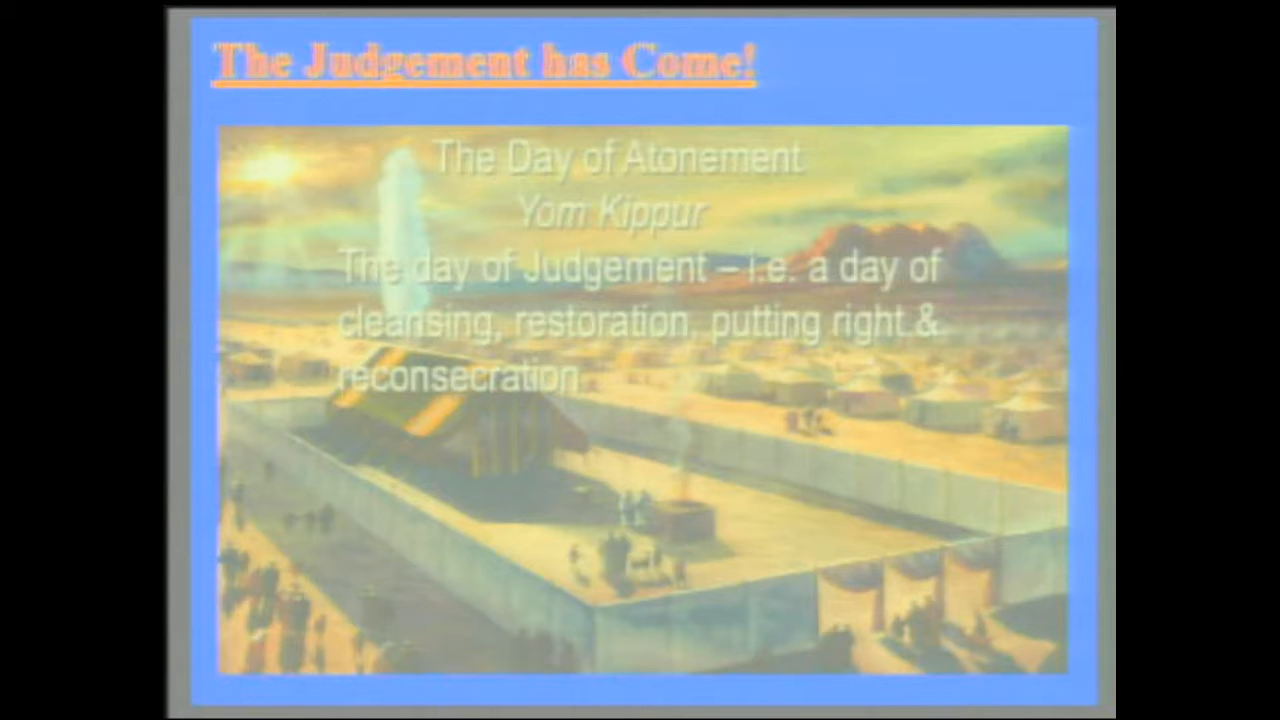 The Judgement has Come!
The Day of Atonement
Yom Kippur
The day of Judgement – i.e. a day of
cleansing, restoration, putting right &
reconsecration